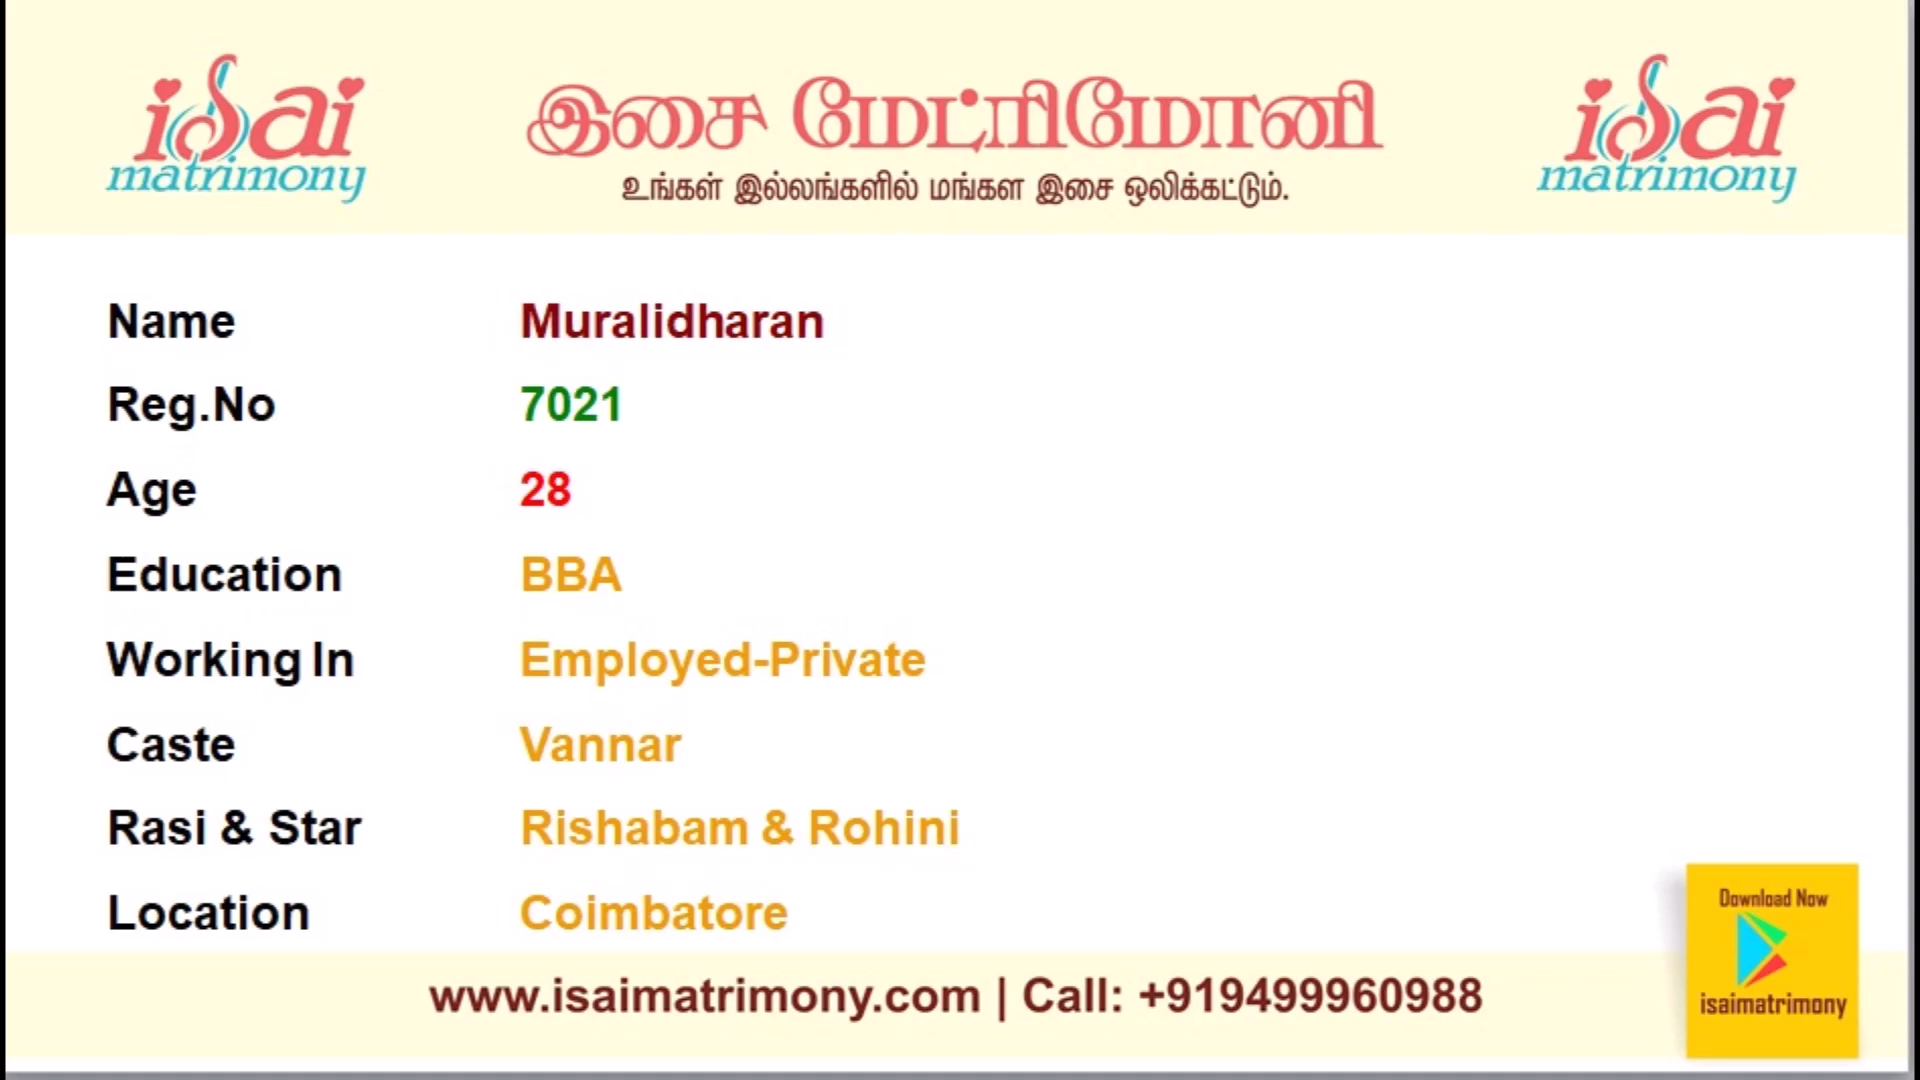 isai matrimony
இசை மேட்ரிமோனி
உங்கள் இல்லங்களில் மங்கள இசை ஒலிக்கட்டும்.
isai matrimony
Name Muralidharan
Reg.No 7021
Age 28
Education BBA
Working In Employed-Private
Caste Vannar
Rasi & Star Rishabam & Rohini
Location Coimbatore
www.isaimatrimony.com | Call: +919499960988
Download Now
isaimatrimony